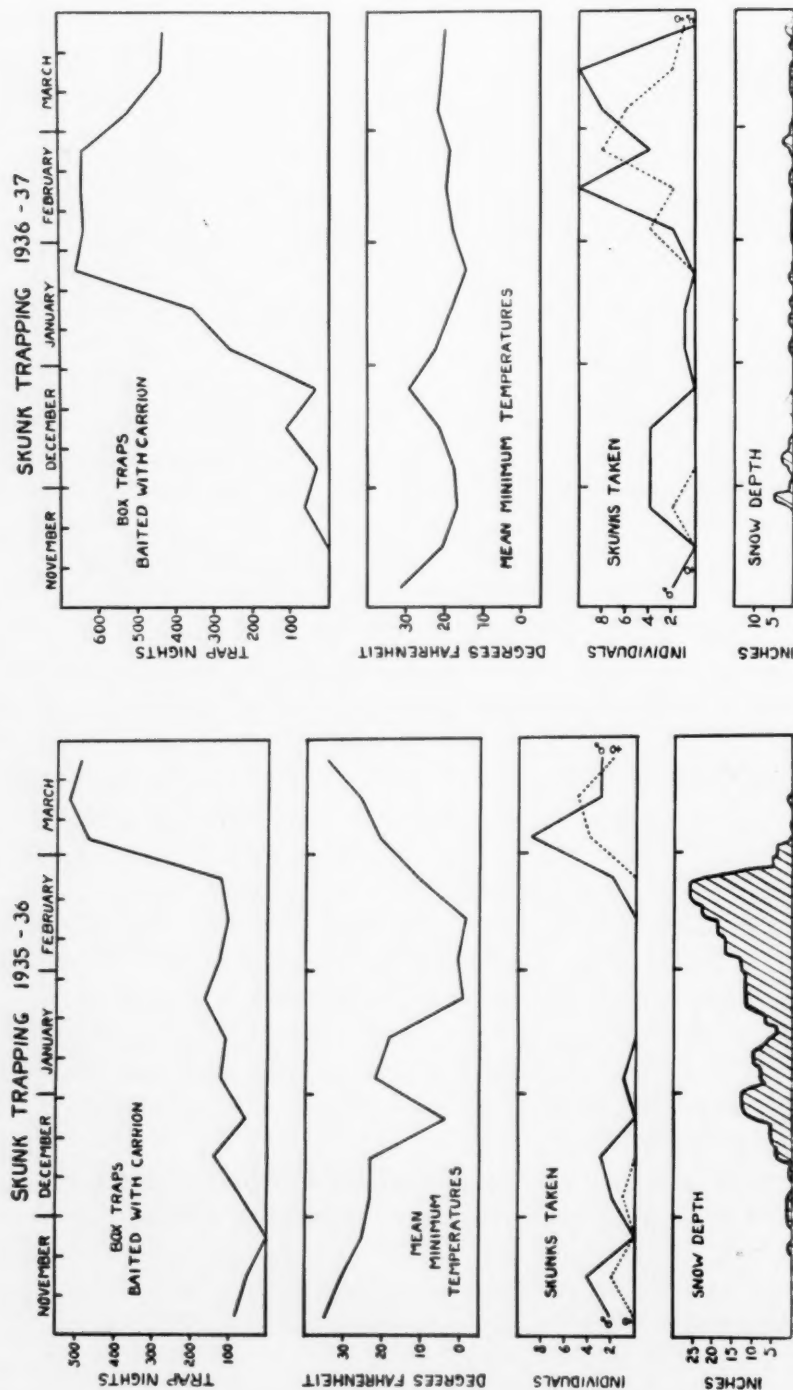 SKUNK TRAPPING 1935 - 36
NOVEMBER | DECEMBER | JANUARY | FEBRUARY | MARCH
500
400
300
200
100
TRAP NIGHTS
BOX TRAPS
BAITED WITH CARRION
30
20
10
0
DEGREES FAHRENHEIT
MEAN
MINIMUM
TEMPERATURES
8
6
4
2
0
INDIVIDUALS
SKUNKS TAKEN
♂
♀
♂
♀
25
20
15
10
5
INCHES
SNOW DEPTH
SKUNK TRAPPING 1936 - 37
NOVEMBER | DECEMBER | JANUARY | FEBRUARY | MARCH
600
400
200
100
TRAP NIGHTS
BOX TRAPS
BAITED WITH CARRION
30
20
10
0
DEGREES FAHRENHEIT
MEAN MINIMUM TEMPERATURES
8
6
4
2
0
INDIVIDUALS
SKUNKS TAKEN
♂
♀
♀
♂
10
5
INCHES
SNOW DEPTH